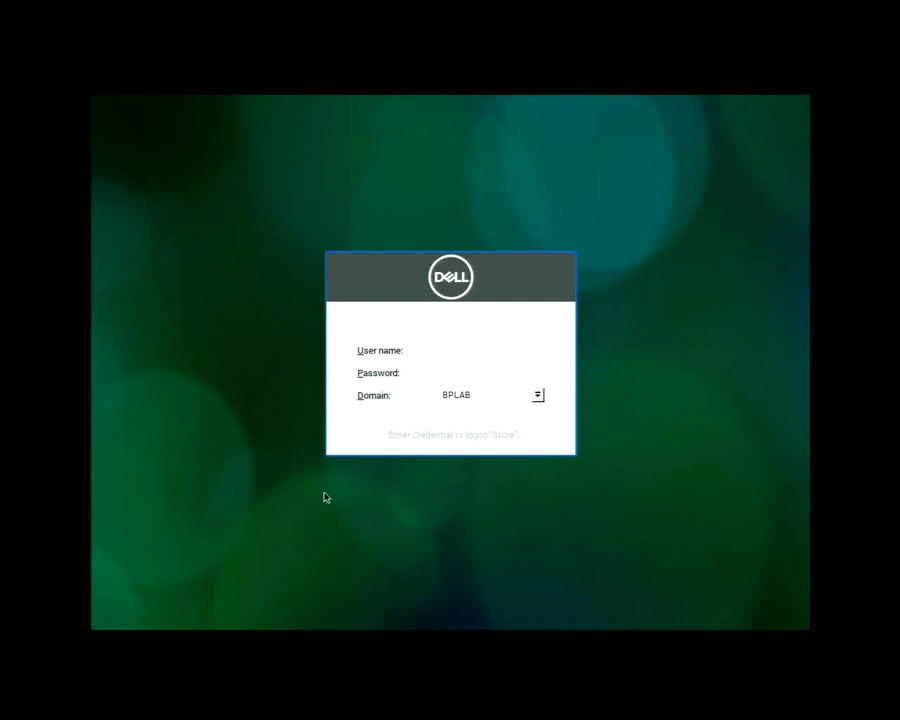 DELL
User name:
Password:
Domain: BPLAB
Enter Credential to logon "Store"...